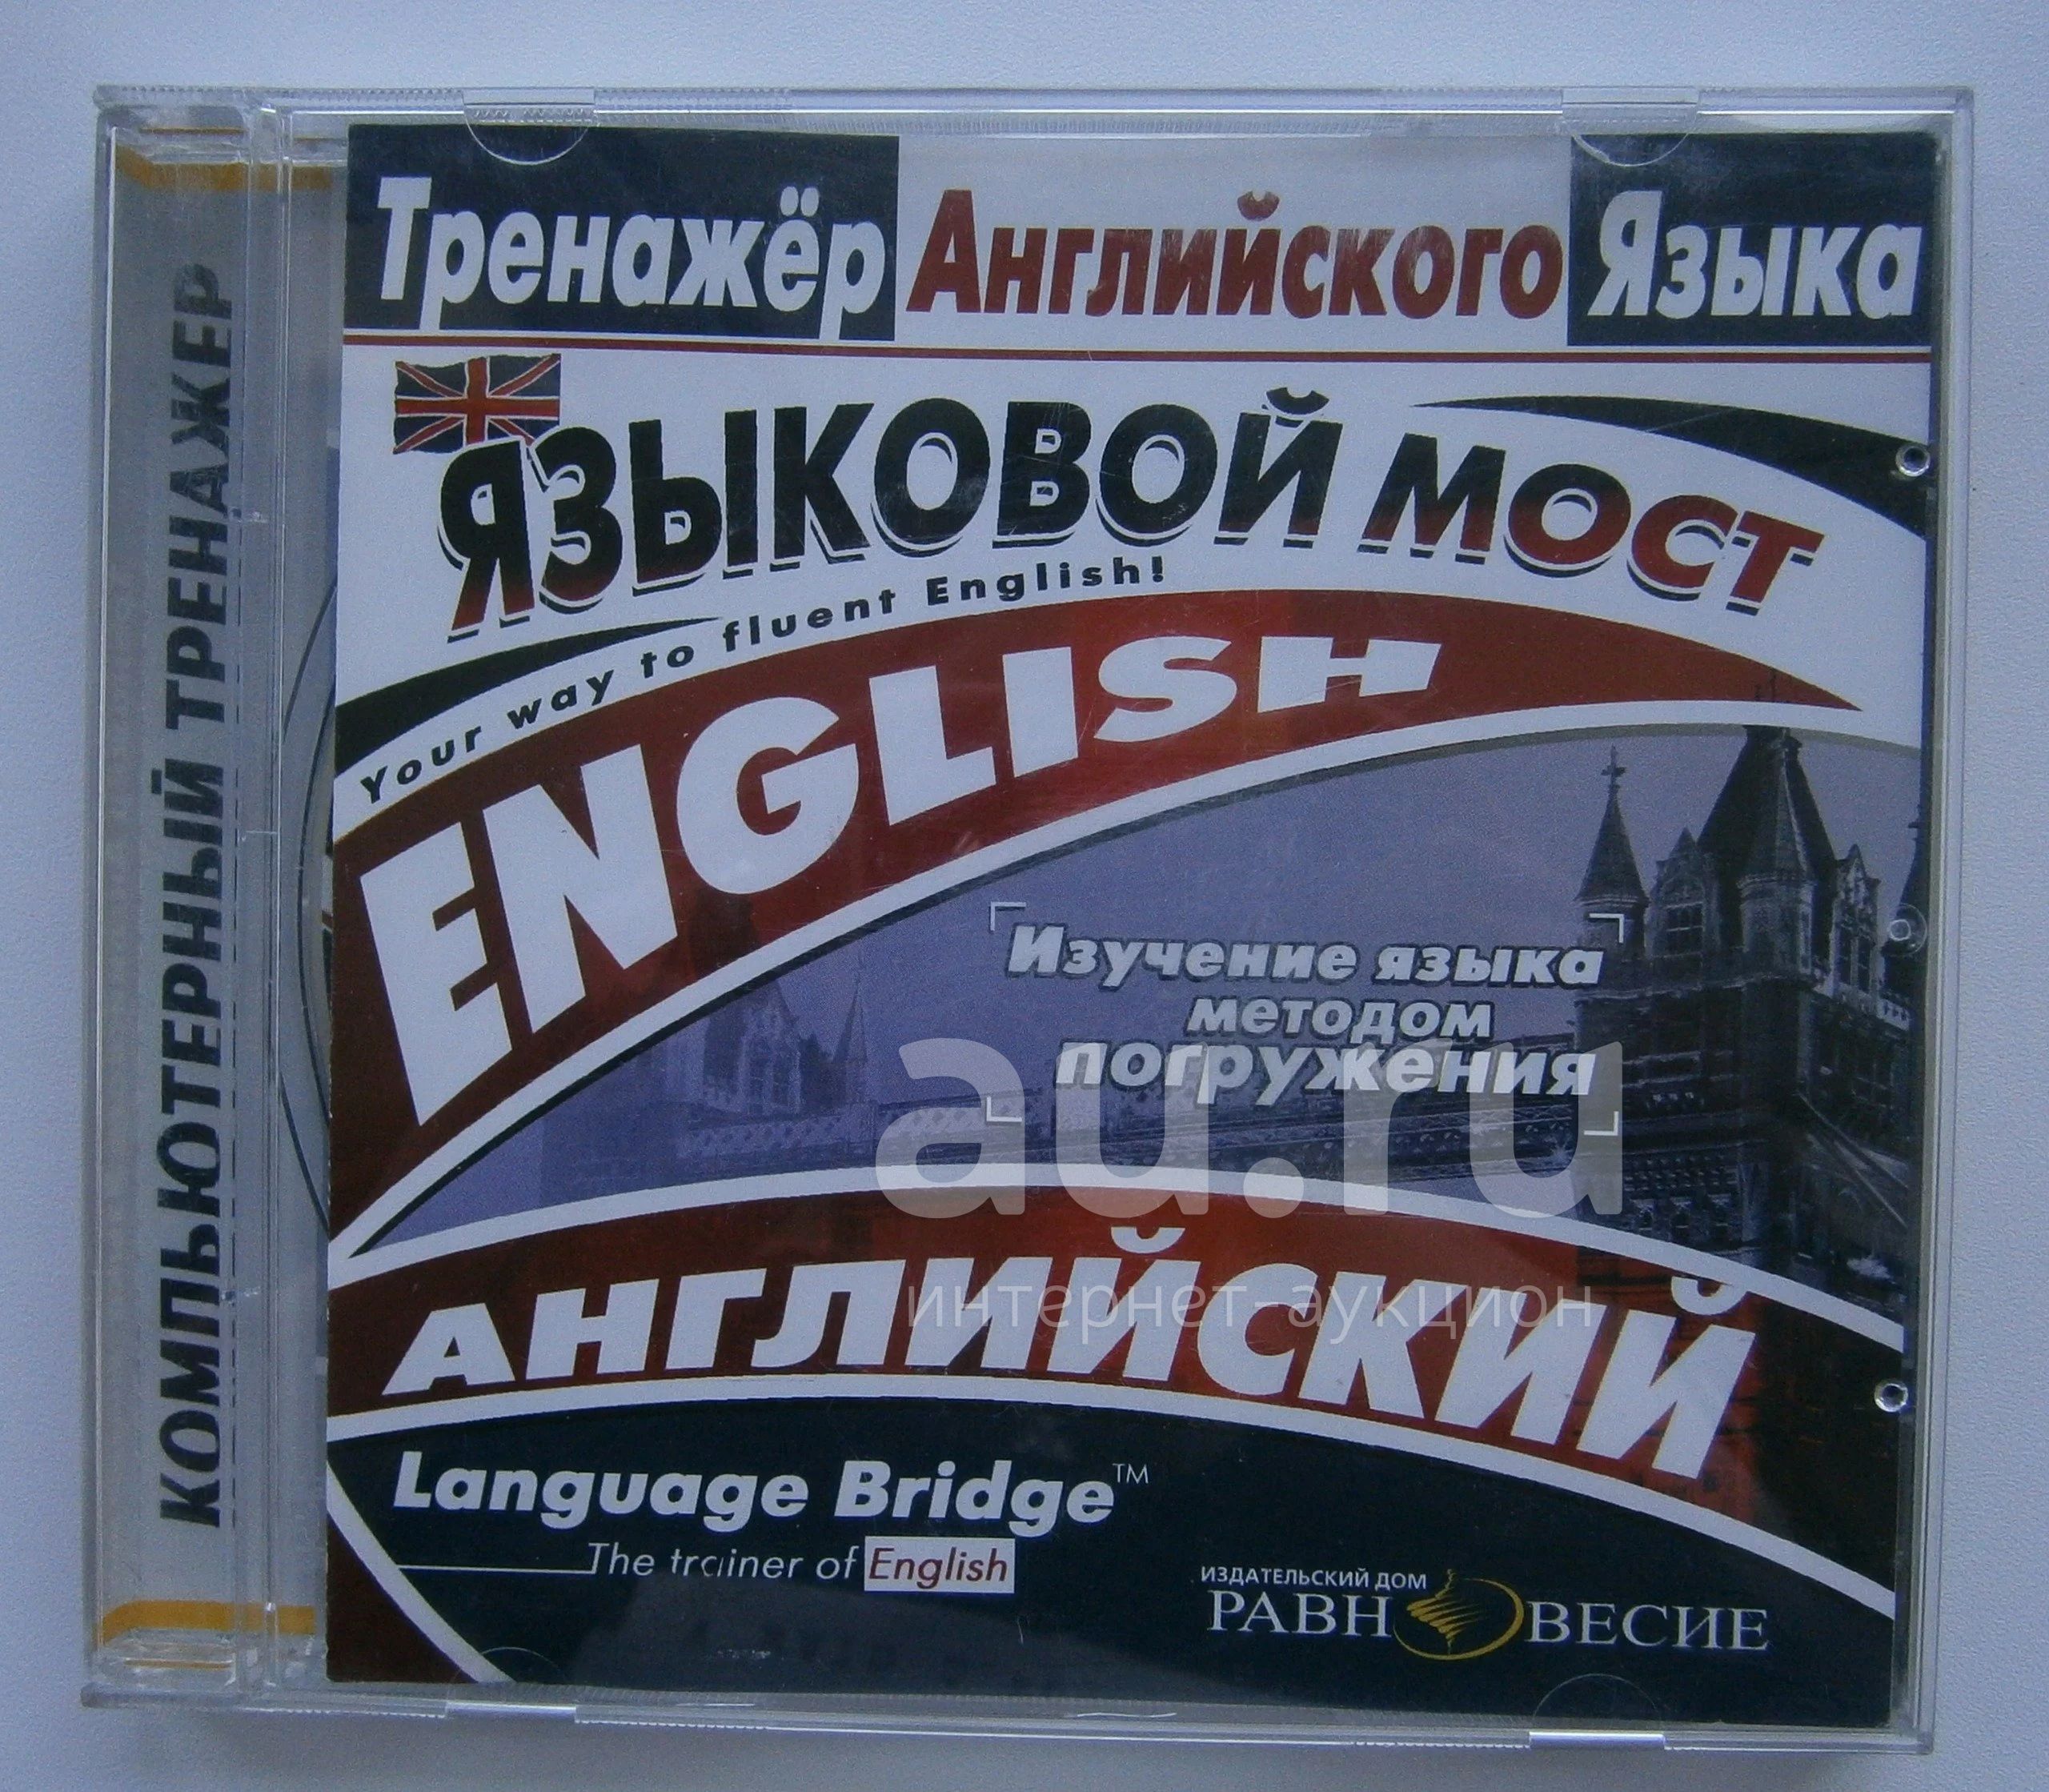 КОМПЬЮТЕРНЫЙ ТРЕНАЖЕР
Тренажёр Английского Языка
ЯЗЫКОВОЙ МОСТ
Your way to fluent English!
ENGLISH
Изучение языка
методом
погружения
au.ru
интернет-аукцион
АНГЛИЙСКИЙ
Language Bridge™
The trainer of English
ИЗДАТЕЛЬСКИЙ ДОМ
РАВНОВЕСИЕ